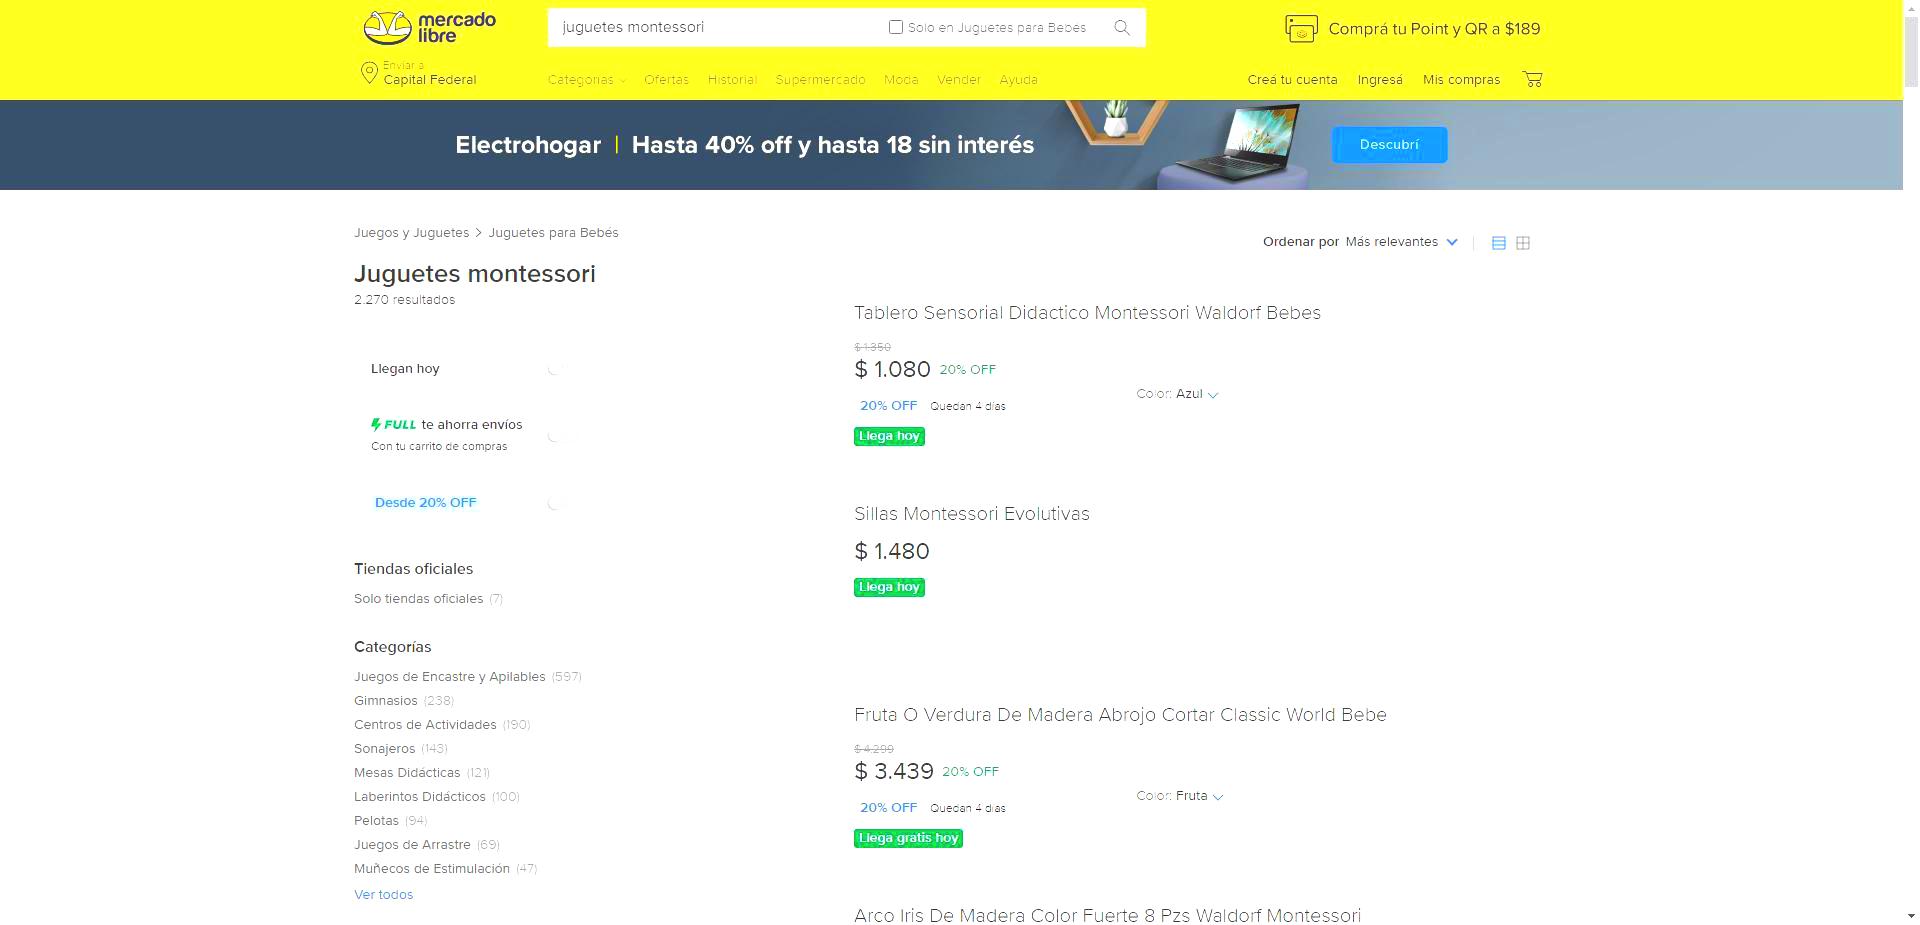 mercado
libre
juguetes montessori
Solo en Juguetes para Bebés
Comprá tu Point y QR a $189
Enviar a
Capital Federal
Categorías
Ofertas
Historial
Supermercado
Moda
Vender
Ayuda
Creá tu cuenta
Ingresá
Mis compras
Electrohogar | Hasta 40% off y hasta 18 sin interés
Descubrí
Juegos y Juguetes > Juguetes para Bebés
Ordenar por Más relevantes
Juguetes montessori
2.270 resultados
Llegan hoy
FULL te ahorra envíos
Con tu carrito de compras
Desde 20% OFF
Tiendas oficiales
Solo tiendas oficiales (7)
Categorías
Juegos de Encastre y Apilables (597)
Gimnasios (238)
Centros de Actividades (190)
Sonajeros (143)
Mesas Didácticas (121)
Laberintos Didácticos (100)
Pelotas (94)
Juegos de Arrastre (69)
Muñecos de Estimulación (47)
Ver todos
Tablero Sensorial Didactico Montessori Waldorf Bebes
$ 1.350
$ 1.080 20% OFF
20% OFF Quedan 4 días
Color: Azul
Llega hoy
Sillas Montessori Evolutivas
$ 1.480
Llega hoy
Fruta O Verdura De Madera Abrojo Cortar Classic World Bebe
$ 4.299
$ 3.439 20% OFF
20% OFF Quedan 4 días
Color: Fruta
Llega gratis hoy
Arco Iris De Madera Color Fuerte 8 Pzs Waldorf Montessori